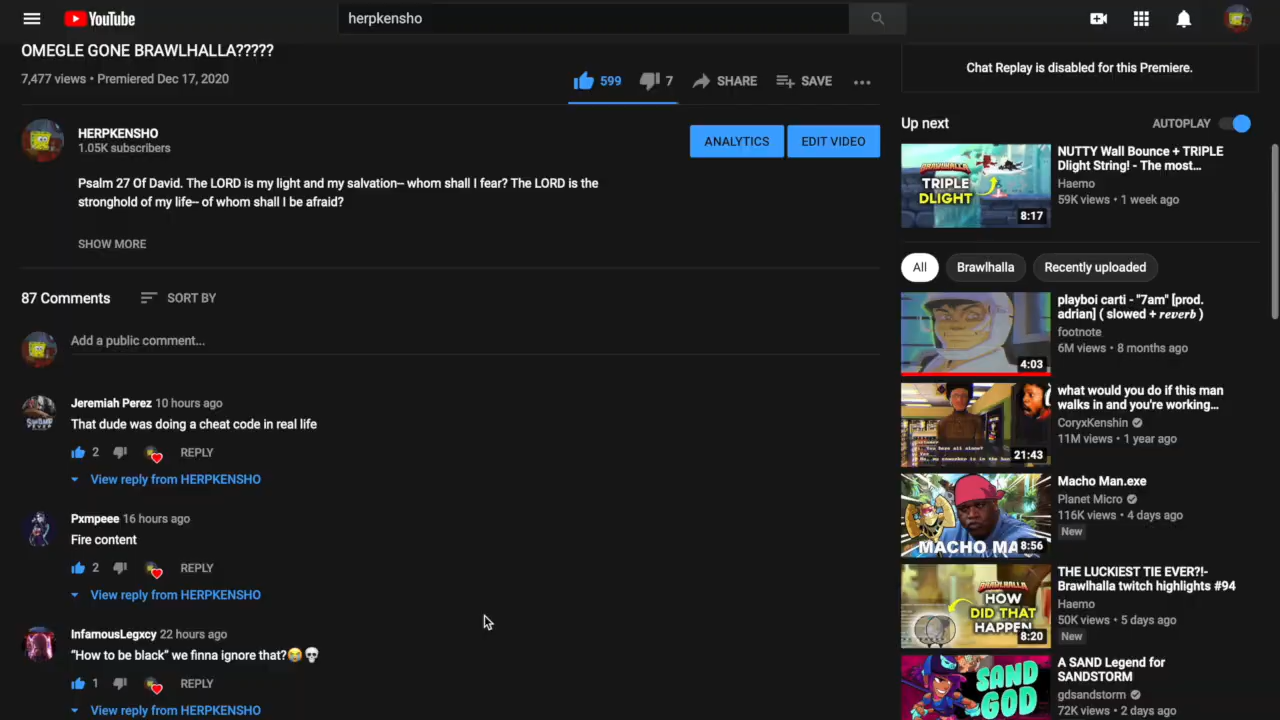 YouTube
herpkensho
OMEGLE GONE BRAWLHALLA?????
7,477 views • Premiered Dec 17, 2020
599
7
SHARE
SAVE
HERPKENSHO
1.05K subscribers
ANALYTICS
EDIT VIDEO
Psalm 27 Of David. The LORD is my light and my salvation-- whom shall I fear? The LORD is the
stronghold of my life-- of whom shall I be afraid?
SHOW MORE
87 Comments
SORT BY
Add a public comment...
Jeremiah Perez 10 hours ago
That dude was doing a cheat code in real life
2
REPLY
View reply from HERPKENSHO
Pxmpeee 16 hours ago
Fire content
2
REPLY
View reply from HERPKENSHO
InfamousLegxcy 22 hours ago
“How to be black” we finna ignore that?😭💀
1
REPLY
View reply from HERPKENSHO
Chat Replay is disabled for this Premiere.
Up next
AUTOPLAY
BRAWLHALLA
TRIPLE
DLIGHT
8:17
NUTTY Wall Bounce + TRIPLE
Dlight String! - The most...
Haemo
59K views • 1 week ago
All
Brawlhalla
Recently uploaded
4:03
playboi carti - "7am" [prod.
adrian] ( slowed + reverb )
footnote
6M views • 8 months ago
21:43
what would you do if this man
walks in and you're working...
CoryxKenshin
11M views • 1 year ago
MACHO MA
8:56
Macho Man.exe
Planet Micro
116K views • 4 days ago
New
BRAWLHALLA
HOW
DID THAT
HAPPEN
8:20
THE LUCKIEST TIE EVER?!-
Brawlhalla twitch highlights #94
Haemo
50K views • 5 days ago
New
SAND
GOD
A SAND Legend for
SANDSTORM
gdsandstorm
72K views • 2 days ago